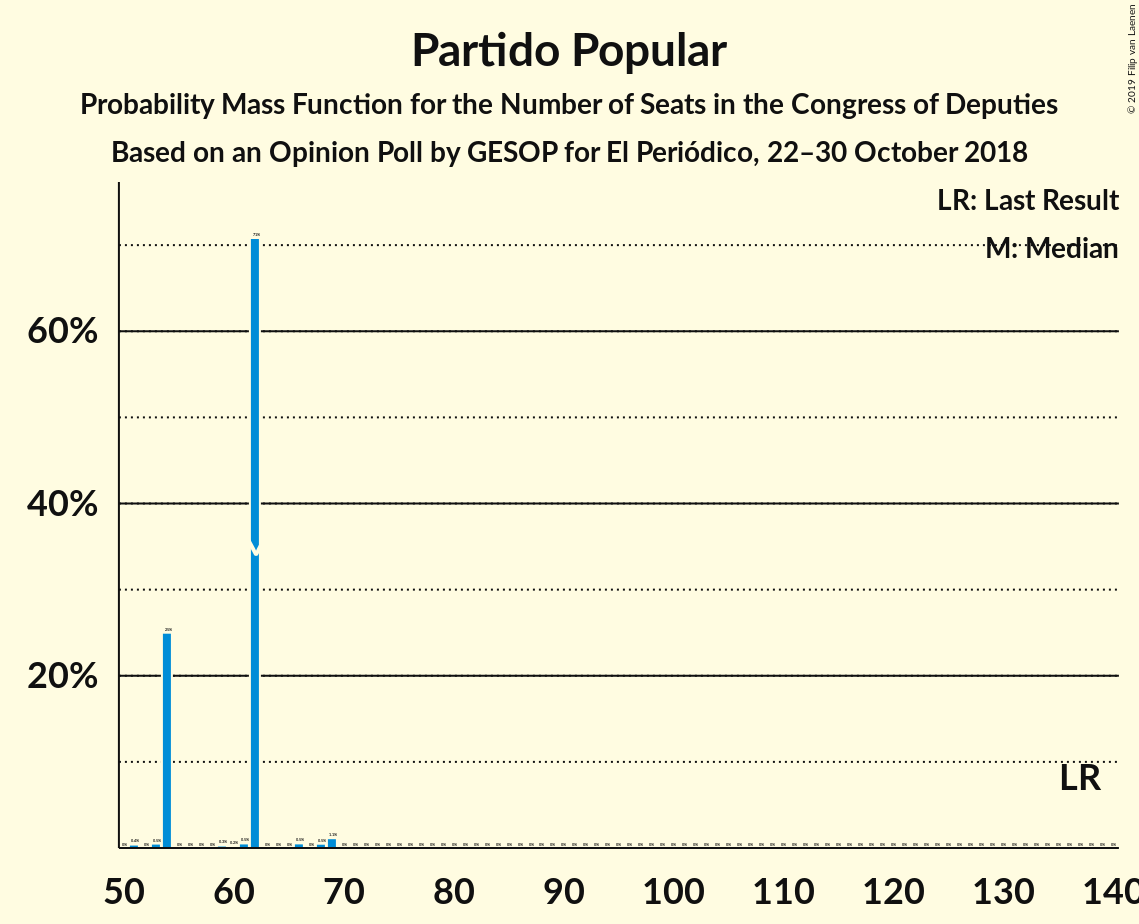 Partido Popular
Probability Mass Function for the Number of Seats in the Congress of Deputies
Based on an Opinion Poll by GESOP for El Periódico, 22–30 October 2018
© 2019 Filip van Laenen
LR: Last Result
M: Median
60%
40%
20%
M
LR
50 60 70 80 90 100 110 120 130 140